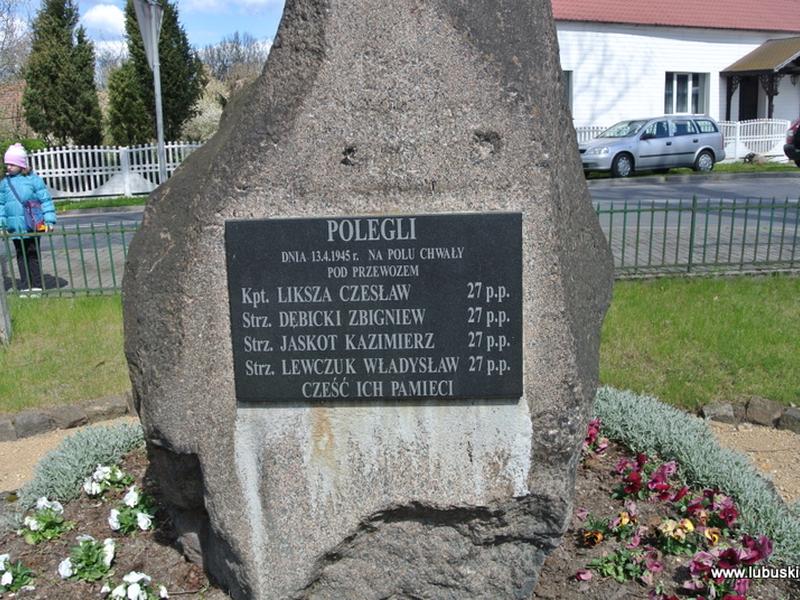 POLEGLI
DNIA 13.4.1945 r. NA POLU CHWAŁY
POD PRZEWOZEM
Kpt. LIKSZA CZESŁAW 27 p.p.
Strz. DĘBICKI ZBIGNIEW 27 p.p.
Strz. JASKOT KAZIMIERZ 27 p.p.
Strz. LEWCZUK WŁADYSŁAW 27 p.p.
CZEŚĆ ICH PAMIECI
www.lubuski